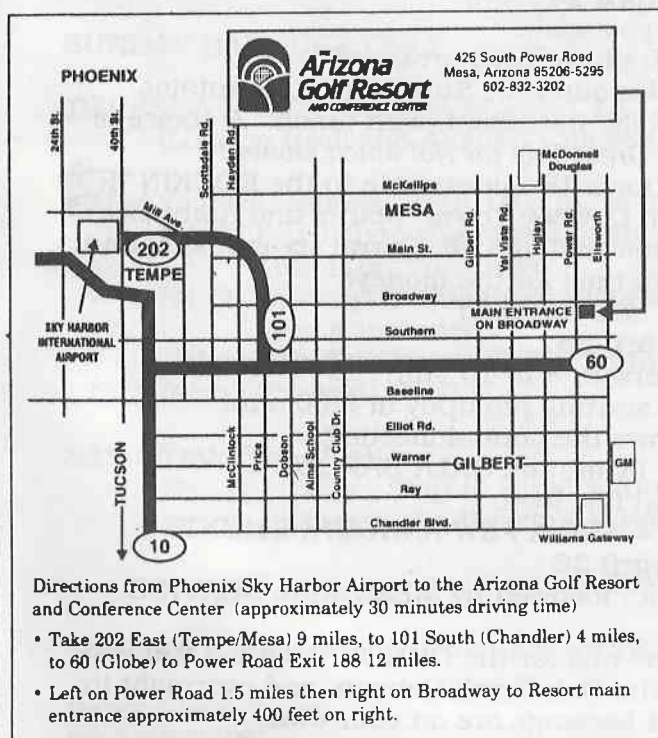 Arizona
Golf Resort
AND CONFERENCE CENTER
425 South Power Road
Mesa, Arizona 85206-5295
602-832-3202
PHOENIX
24th St.
40th St.
Scottsdale Rd.
Hayden Rd.
McDonnell
Douglas
McKellips
MESA
Mill Ave.
202
TEMPE
Main St.
Gilbert Rd.
Val Vista Rd.
Higley
Power Rd.
Ellsworth
Broadway
MAIN ENTRANCE
ON BROADWAY
101
Southern
SKY HARBOR
INTERNATIONAL
AIRPORT
60
Baseline
Elliot Rd.
Warner
GILBERT
GM
Ray
McClintock
Price
Dobson
Alma School
Country Club Dr.
TUCSON
Chandler Blvd.
Williams Gateway
10
Directions from Phoenix Sky Harbor Airport to the Arizona Golf Resort
and Conference Center (approximately 30 minutes driving time)
• Take 202 East (Tempe/Mesa) 9 miles, to 101 South (Chandler) 4 miles,
to 60 (Globe) to Power Road Exit 188 12 miles.
• Left on Power Road 1.5 miles then right on Broadway to Resort main
entrance approximately 400 feet on right.